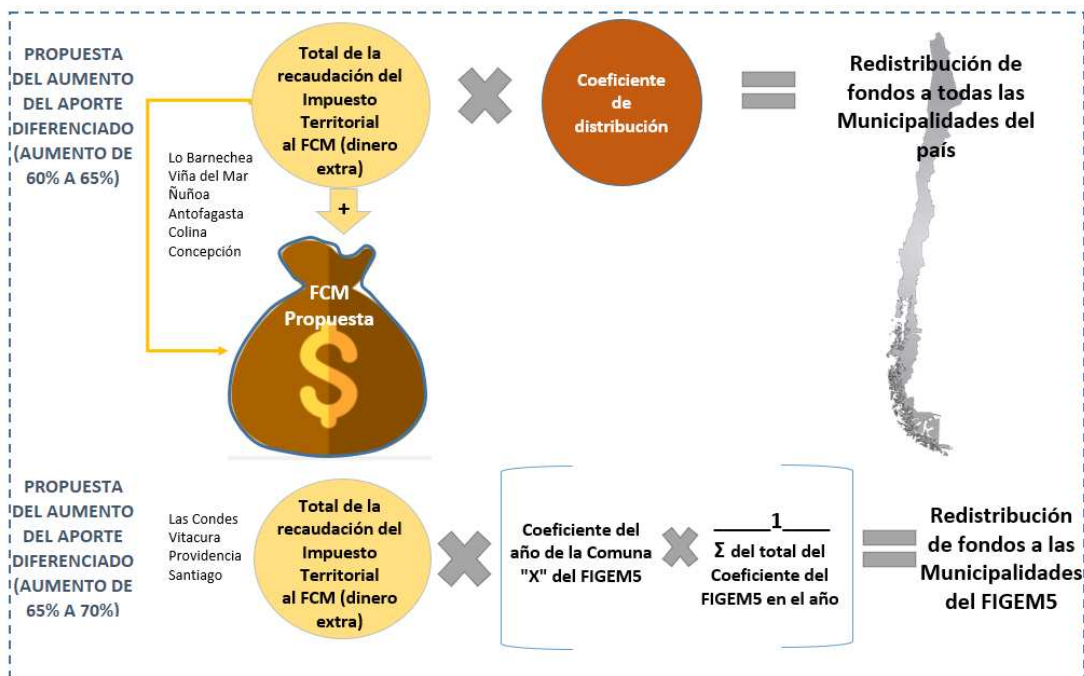 PROPUESTA
DEL AUMENTO
DEL APORTE
DIFERENCIADO
(AUMENTO DE
60% A 65%)
Lo Barnechea
Viña del Mar
Ñuñoa
Antofagasta
Colina
Concepción
Total de la
recaudación del
Impuesto
Territorial
al FCM (dinero
extra)
+
FCM
Propuesta
$
Coeficiente
de
distribución
Redistribución de
fondos a todas las
Municipalidades del
país
PROPUESTA
DEL AUMENTO
DEL APORTE
DIFERENCIADO
(AUMENTO DE
65% A 70%)
Las Condes
Vitacura
Providencia
Santiago
Total de la
recaudación del
Impuesto
Territorial
al FCM (dinero
extra)
Coeficiente del
año de la Comuna
"X" del FIGEM5
_____1_____
Σ del total del
Coeficiente del
FIGEM5 en el año
Redistribución
de fondos a las
Municipalidades
del FIGEM5